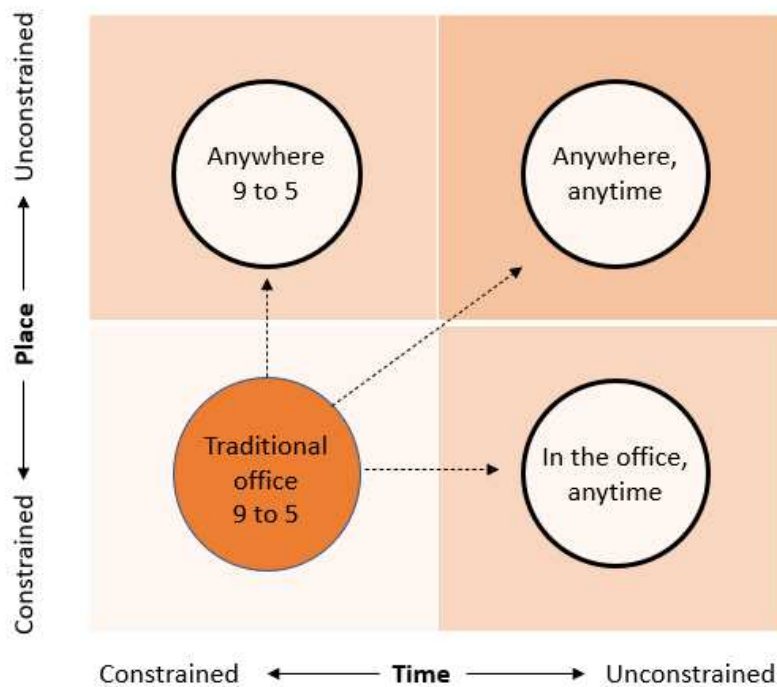 Unconstrained
Place
Constrained
Anywhere
9 to 5
Anywhere,
anytime
Traditional
office
9 to 5
In the office,
anytime
Constrained
Time
Unconstrained